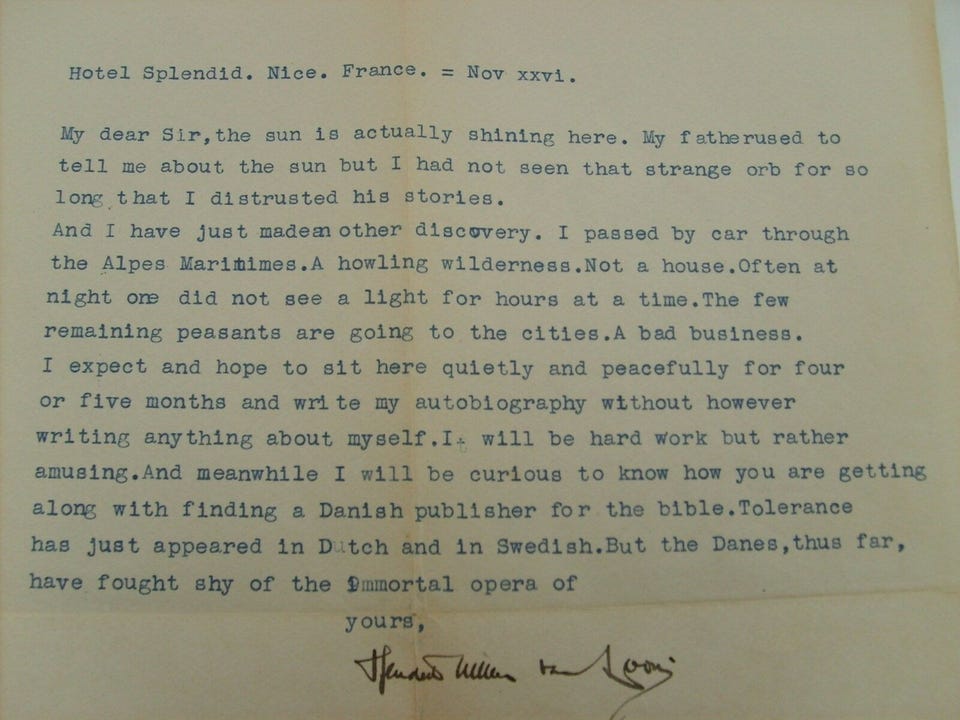 Hotel Splendid. Nice. France. = Nov xxvi.
My dear Sir,the sun is actually shining here. My fatherused to
tell me about the sun but I had not seen that strange orb for so
long that I distrusted his stories.
And I have just madean other discovery. I passed by car through
the Alpes Maritimes.A howling wilderness.Not a house.Often at
night one did not see a light for hours at a time.The few
remaining peasants are going to the cities.A bad business.
I expect and hope to sit here quietly and peacefully for four
or five months and write my autobiography without however
writing anything about myself.It will be hard work but rather
amusing.And meanwhile I will be curious to know how you are getting
along with finding a Danish publisher for the bible.Tolerance
has just appeared in Dutch and in Swedish.But the Danes,thus far,
have fought shy of the immortal opera of
yours,
Hendrik Willem van Loon